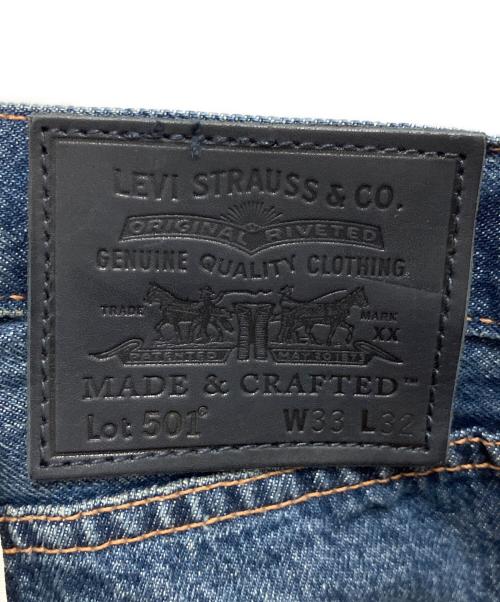 LEVI STRAUSS & CO.
ORIGINAL RIVETED
GENUINE QUALITY CLOTHING
TRADE MARK
XX
PATENTED MAY 20 1873
MADE & CRAFTED™
Lot 501® W33 L32